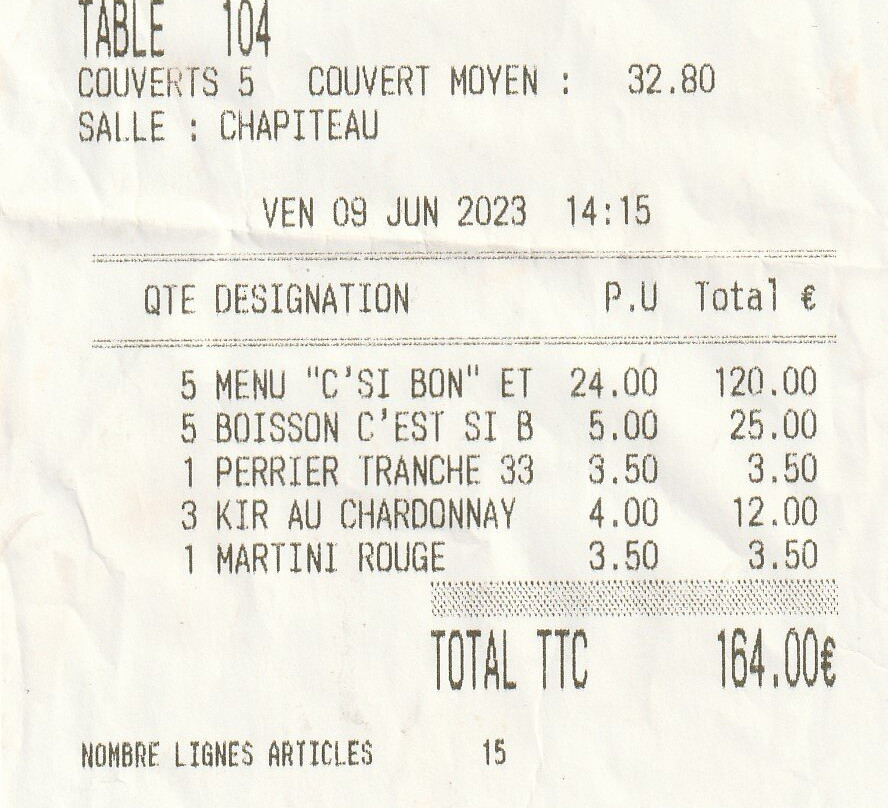 TABLE 104
COUVERTS 5 COUVERT MOYEN : 32.80
SALLE : CHAPITEAU
VEN 09 JUN 2023 14:15
QTE DESIGNATION P.U Total €
5 MENU "C'SI BON" ET 24.00 120.00
5 BOISSON C'EST SI B 5.00 25.00
1 PERRIER TRANCHE 33 3.50 3.50
3 KIR AU CHARDONNAY 4.00 12.00
1 MARTINI ROUGE 3.50 3.50
TOTAL TTC 164.00€
NOMBRE LIGNES ARTICLES 15